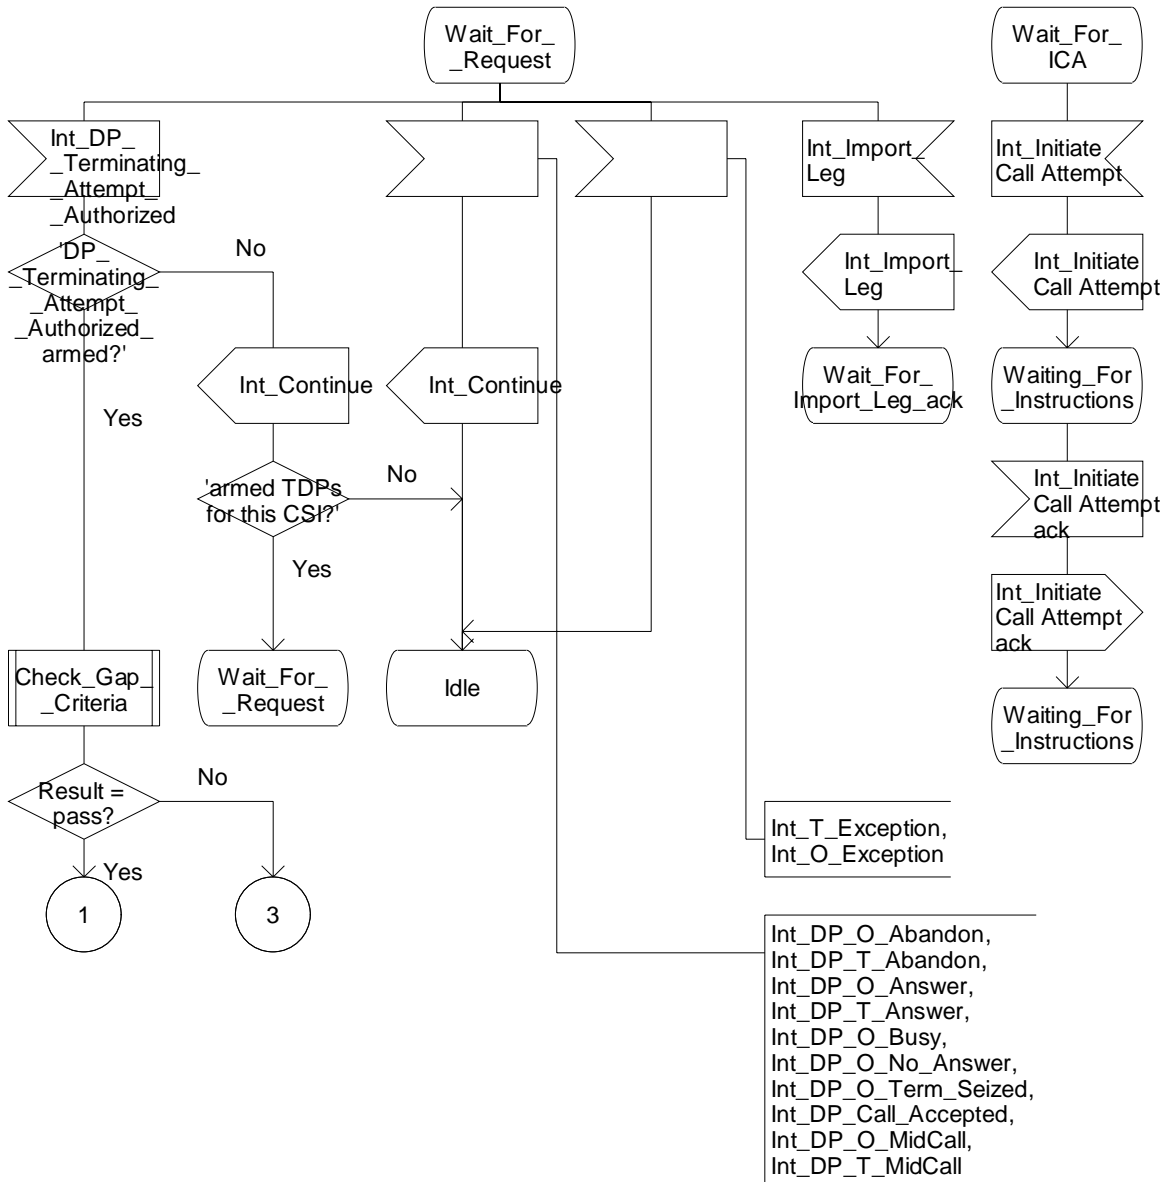 Wait_For_
_Request
Wait_For_
ICA
Int_DP_
_Terminating_
_Attempt_
_Authorized
Int_Import_
Leg
Int_Initiate
Call Attempt
'DP_
_Terminating_
_Attempt_
_Authorized_
armed?'
No
Int_Import_
Leg
Int_Initiate
Call Attempt
Yes
Int_Continue
Int_Continue
Wait_For_
Import_Leg_ack
Waiting_For
_Instructions
'armed TDPs
for this CSI?'
No
Yes
Int_Initiate
Call Attempt
ack
Int_Initiate
Call Attempt
ack
Check_Gap_
_Criteria
Wait_For_
_Request
Idle
Waiting_For
_Instructions
Result =
pass?
No
Yes
1
3
Int_T_Exception,
Int_O_Exception
Int_DP_O_Abandon,
Int_DP_T_Abandon,
Int_DP_O_Answer,
Int_DP_T_Answer,
Int_DP_O_Busy,
Int_DP_O_No_Answer,
Int_DP_O_Term_Seized,
Int_DP_Call_Accepted,
Int_DP_O_MidCall,
Int_DP_T_MidCall